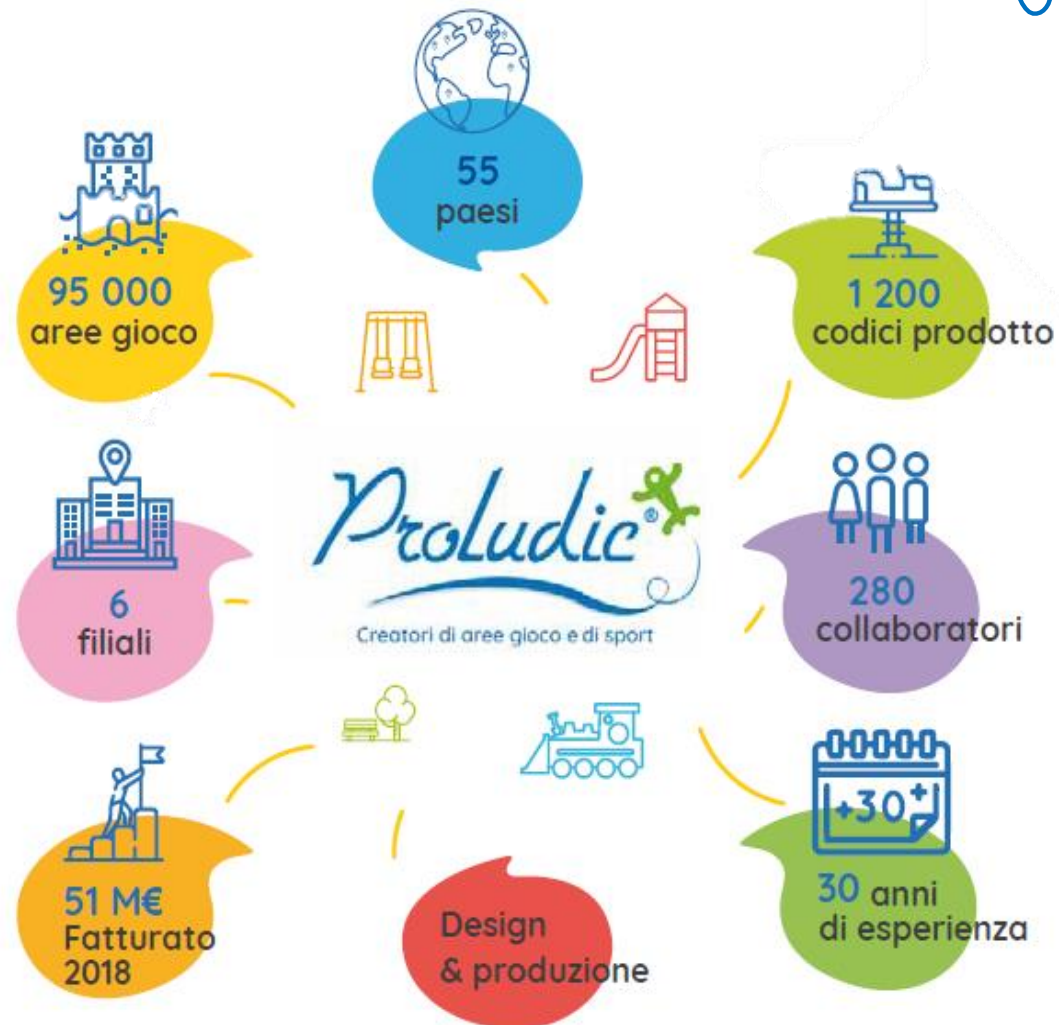 55
paesi
95 000
aree gioco
1 200
codici prodotto
Proludic®
Creatori di aree gioco e di sport
6
filiali
280
collaboratori
51 M€
Fatturato
2018
Design
& produzione
+30+
30 anni
di esperienza